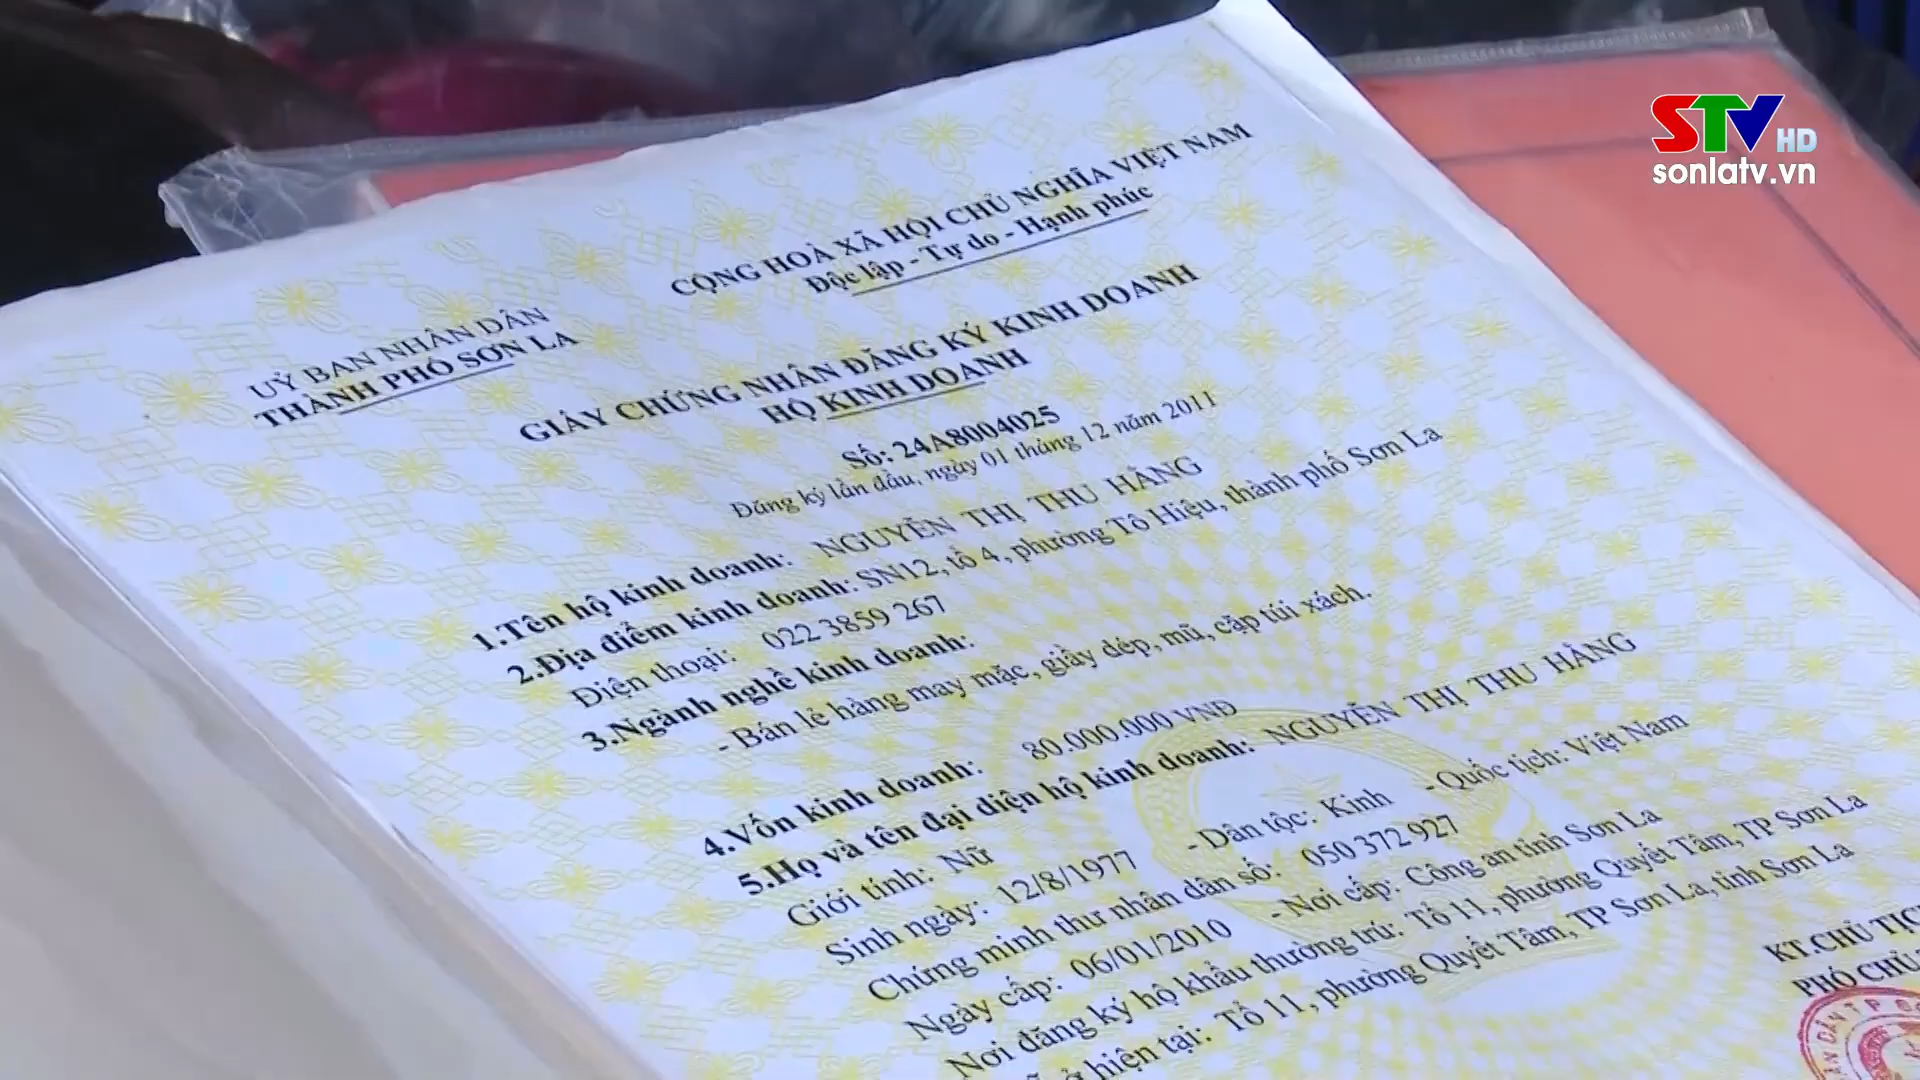 STV HD
sonlatv.vn
CỘNG HOÀ XÃ HỘI CHỦ NGHĨA VIỆT NAM
Độc lập - Tự do - Hạnh phúc
UỶ BAN NHÂN DÂN
THÀNH PHỐ SƠN LA
GIẤY CHỨNG NHẬN ĐĂNG KÝ KINH DOANH
HỘ KINH DOANH
Số: 24A8004025
Đăng ký lần đầu, ngày 01 tháng 12 năm 2011
1.Tên hộ kinh doanh: NGUYỄN THỊ THU HẰNG
2.Địa điểm kinh doanh: SN12, tổ 4, phường Tô Hiệu, thành phố Sơn La
Điện thoại: 022 3859 267
3.Ngành nghề kinh doanh:
- Bán lẻ hàng may mặc, giầy dép, mũ, cặp túi xách.
4.Vốn kinh doanh: 80.000.000 VNĐ
5.Họ và tên đại diện hộ kinh doanh: NGUYỄN THỊ THU HẰNG
Giới tính: Nữ - Dân tộc: Kinh - Quốc tịch: Việt Nam
Sinh ngày: 12/8/1977
Chứng minh thư nhân dân số: 050 372 927
Ngày cấp: 06/01/2010 - Nơi cấp: Công an tỉnh Sơn La
Nơi đăng ký hộ khẩu thường trú: Tổ 11, phường Quyết Tâm, TP Sơn La
ở hiện tại: Tổ 11, phường Quyết Tâm, TP Sơn La, tỉnh Sơn La
KT.CHỦ TỊCH
PHÓ CHỦ